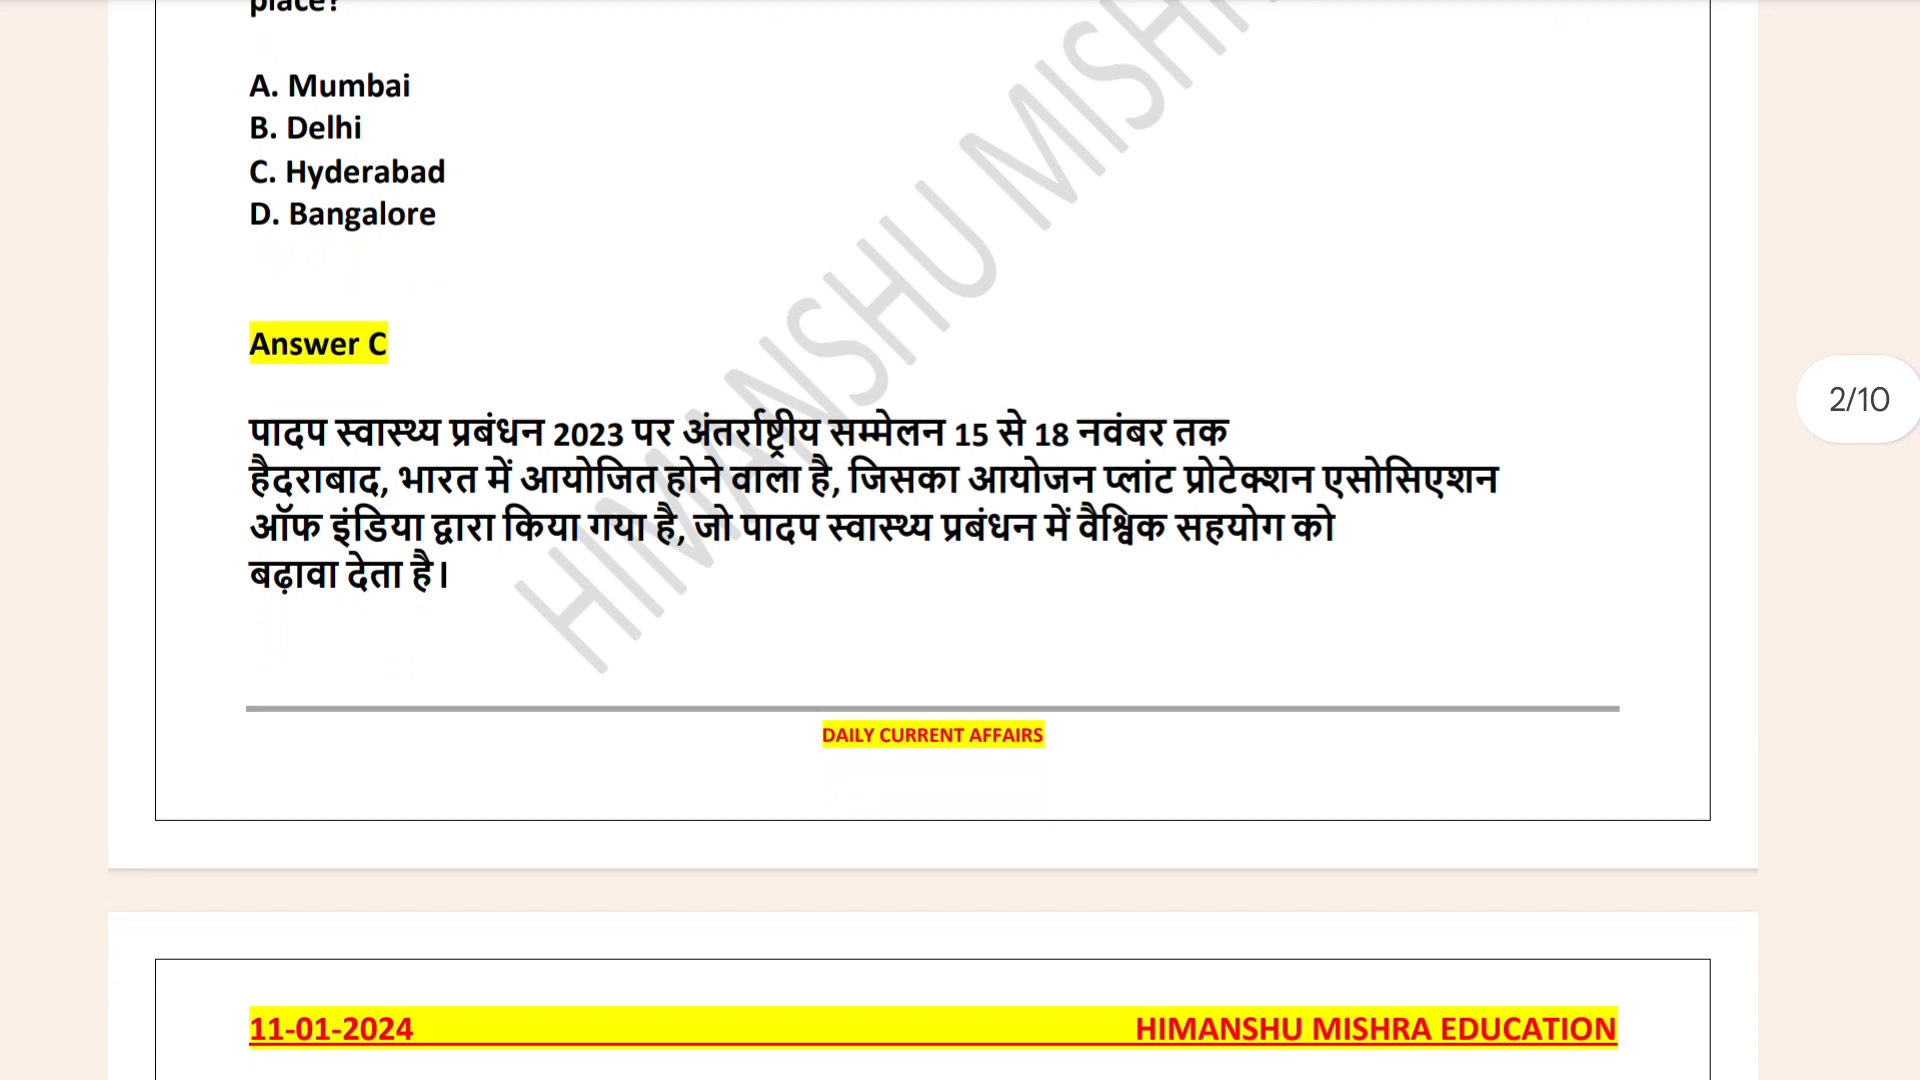 place?
A. Mumbai
B. Delhi
C. Hyderabad
D. Bangalore
Answer C
पादप स्वास्थ्य प्रबंधन 2023 पर अंतर्राष्ट्रीय सम्मेलन 15 से 18 नवंबर तक
हैदराबाद, भारत में आयोजित होने वाला है, जिसका आयोजन प्लांट प्रोटेक्शन एसोसिएशन
ऑफ इंडिया द्वारा किया गया है, जो पादप स्वास्थ्य प्रबंधन में वैश्विक सहयोग को
बढ़ावा देता है।
HIMANSHU MISHR
2/10
DAILY CURRENT AFFAIRS
11-01-2024 HIMANSHU MISHRA EDUCATION